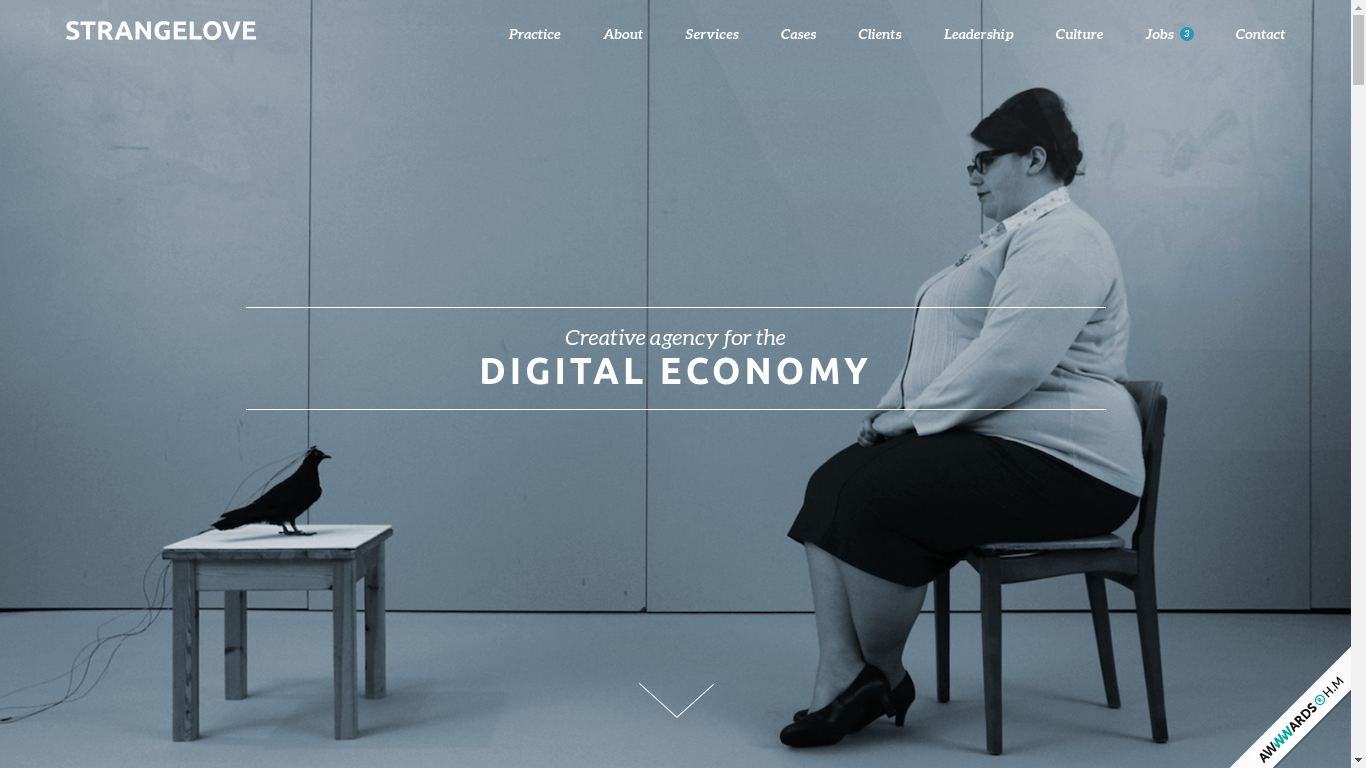 STRANGELOVE
Practice About Services Cases Clients Leadership Culture Jobs 3 Contact
Creative agency for the
DIGITAL ECONOMY
AWWWARDS® H.M